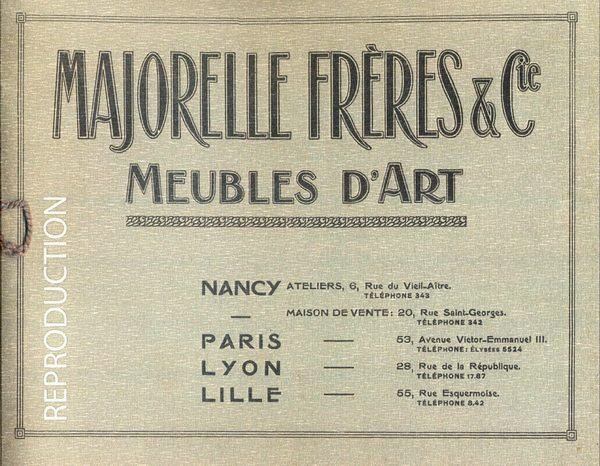 MAJORELLE FRÈRES & Cie
MEUBLES D'ART
NANCY ATELIERS, 6, Rue du Vieil-Aître.
TÉLÉPHONE 343
— MAISON DE VENTE: 20, Rue Saint-Georges.
TÉLÉPHONE 342
PARIS — 53, Avenue Victor-Emmanuel III.
TÉLÉPHONE: ÉLYSÉES 5524
LYON — 28, Rue de la République.
TÉLÉPHONE 17.87
LILLE — 55, Rue Esquermoise.
TÉLÉPHONE 8.42
REPRODUCTION